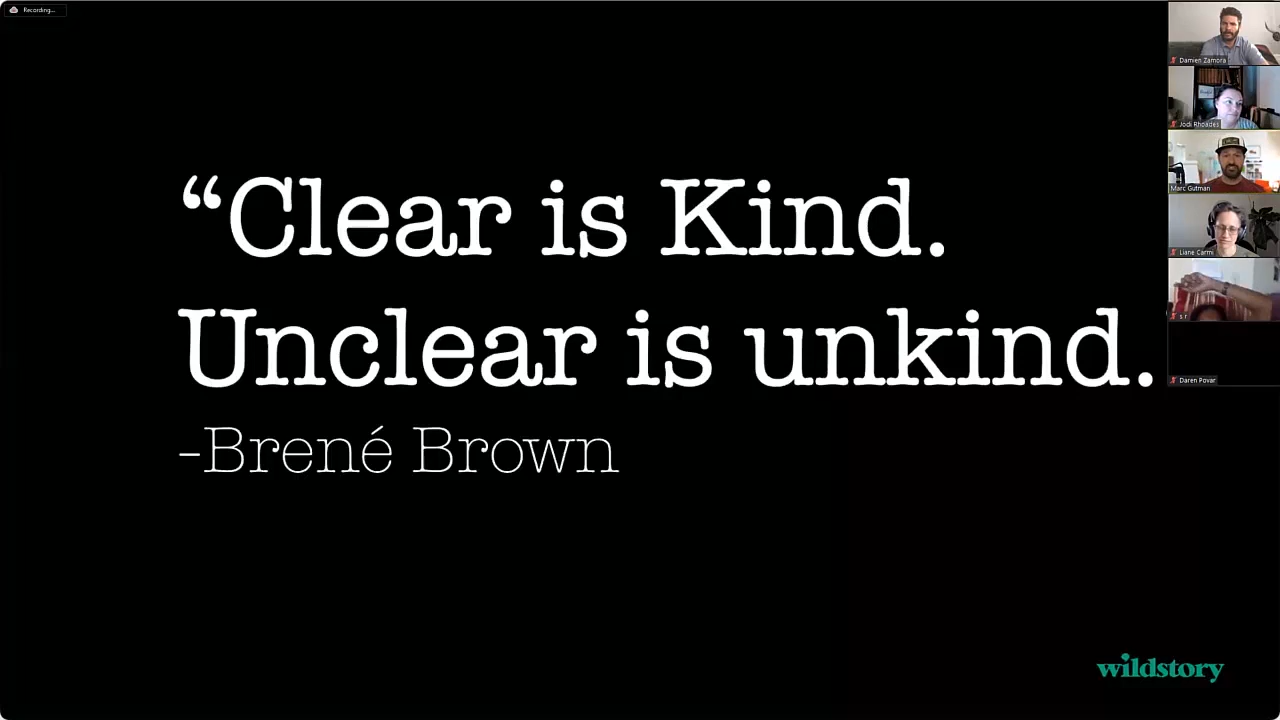 Recording...
“Clear is Kind.
Unclear is unkind.
-Brené Brown
wildstory
Damien Zamora
Jodi Rhoades
Marc Gutman
Liane Carmi
s r
Daren Povar